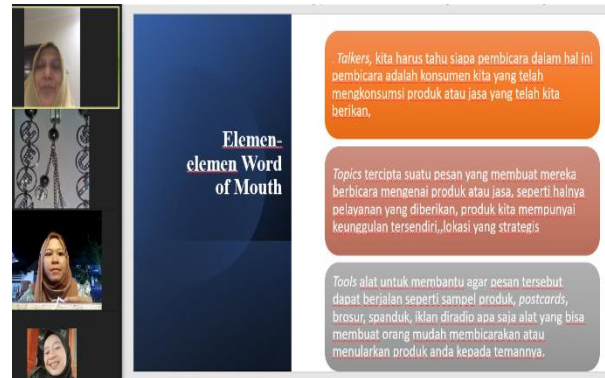 Elemen-
elemen Word
of Mouth
. Talkers, kita harus tahu siapa pembicara dalam hal ini
pembicara adalah konsumen kita yang telah
mengkonsumsi produk atau jasa yang telah kita
berikan,
Topics tercipta suatu pesan yang membuat mereka
berbicara mengenai produk atau jasa, seperti halnya
pelayanan yang diberikan, produk kita mempunyai
keunggulan tersendiri,,lokasi yang strategis
Tools alat untuk membantu agar pesan tersebut
dapat berjalan seperti sampel produk, postcards,
brosur, spanduk, iklan diradio apa saja alat yang bisa
membuat orang mudah membicarakan atau
menularkan produk anda kepada temannya.